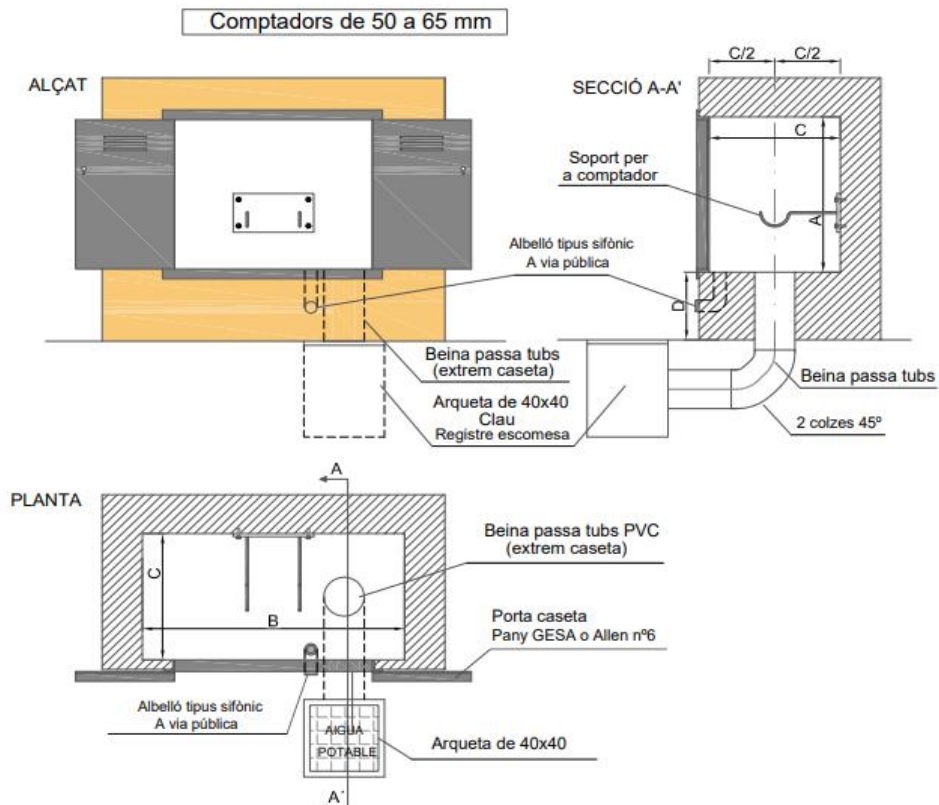 Comptadors de 50 a 65 mm
ALÇAT
SECCIÓ A-A'
C/2
C/2
C
Soport per
a comptador
A
Albelló tipus sifònic
A via pública
D
Beina passa tubs
(extrem caseta)
Beina passa tubs
Arqueta de 40x40
Clau
Registre escomesa
2 colzes 45º
A
PLANTA
Beina passa tubs PVC
(extrem caseta)
C
B
Porta caseta
Pany GESA o Allen nº6
Albelló tipus sifònic
A via pública
AIGUA
POTABLE
Arqueta de 40x40
A´